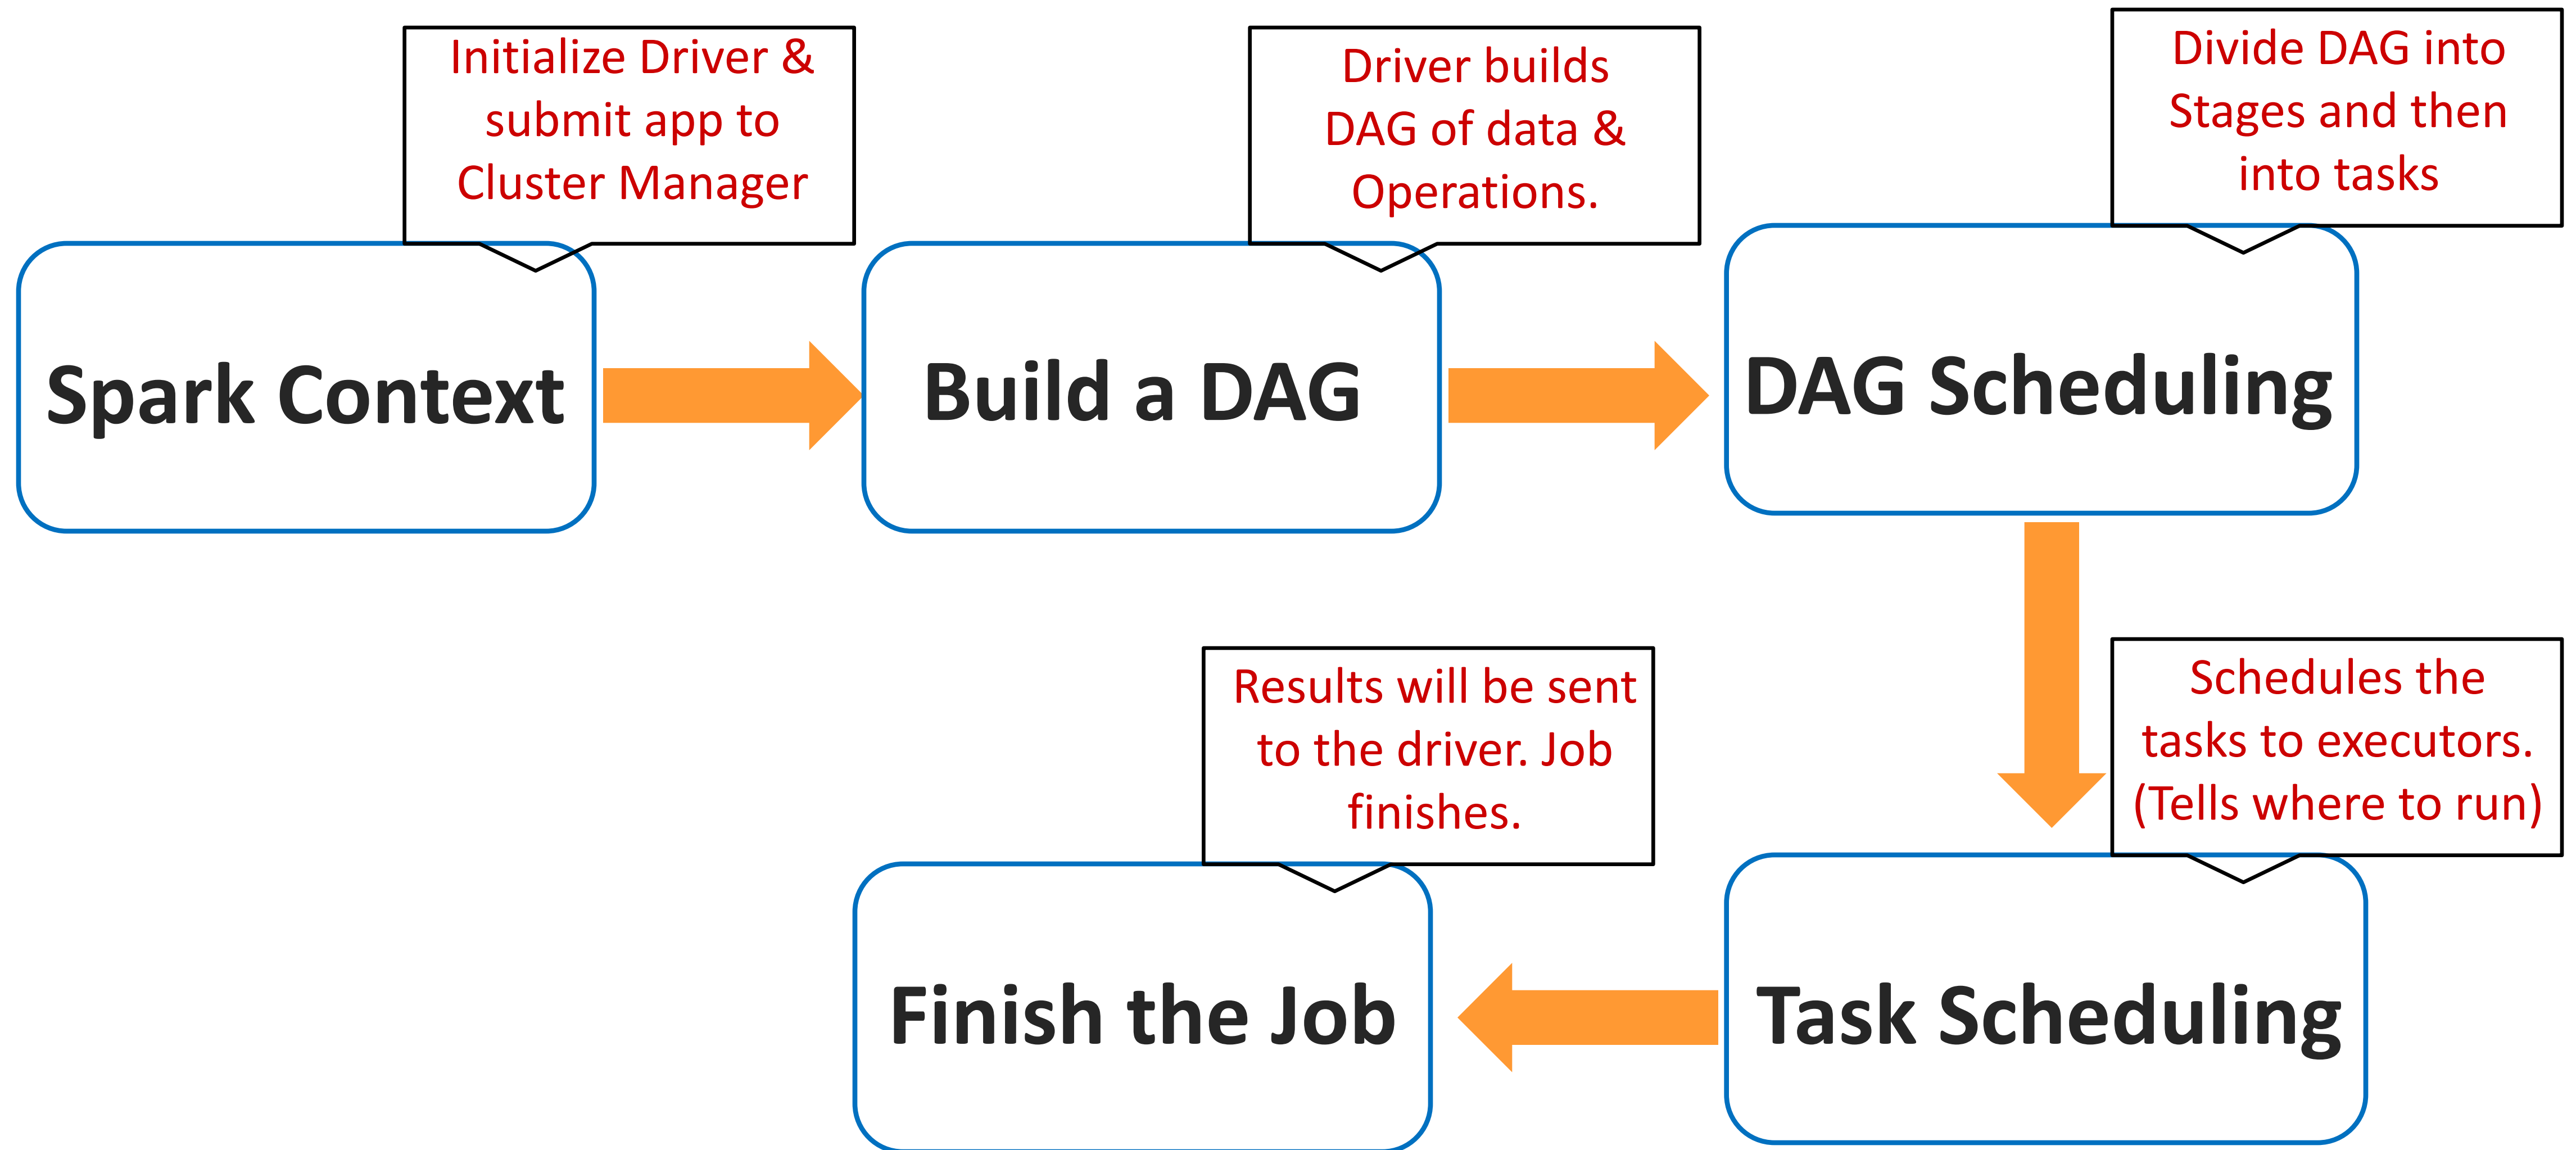 Initialize Driver &
submit app to
Cluster Manager
Spark Context
Driver builds
DAG of data &
Operations.
Build a DAG
Divide DAG into
Stages and then
into tasks
DAG Scheduling
Schedules the
tasks to executors.
(Tells where to run)
Task Scheduling
Results will be sent
to the driver. Job
finishes.
Finish the Job